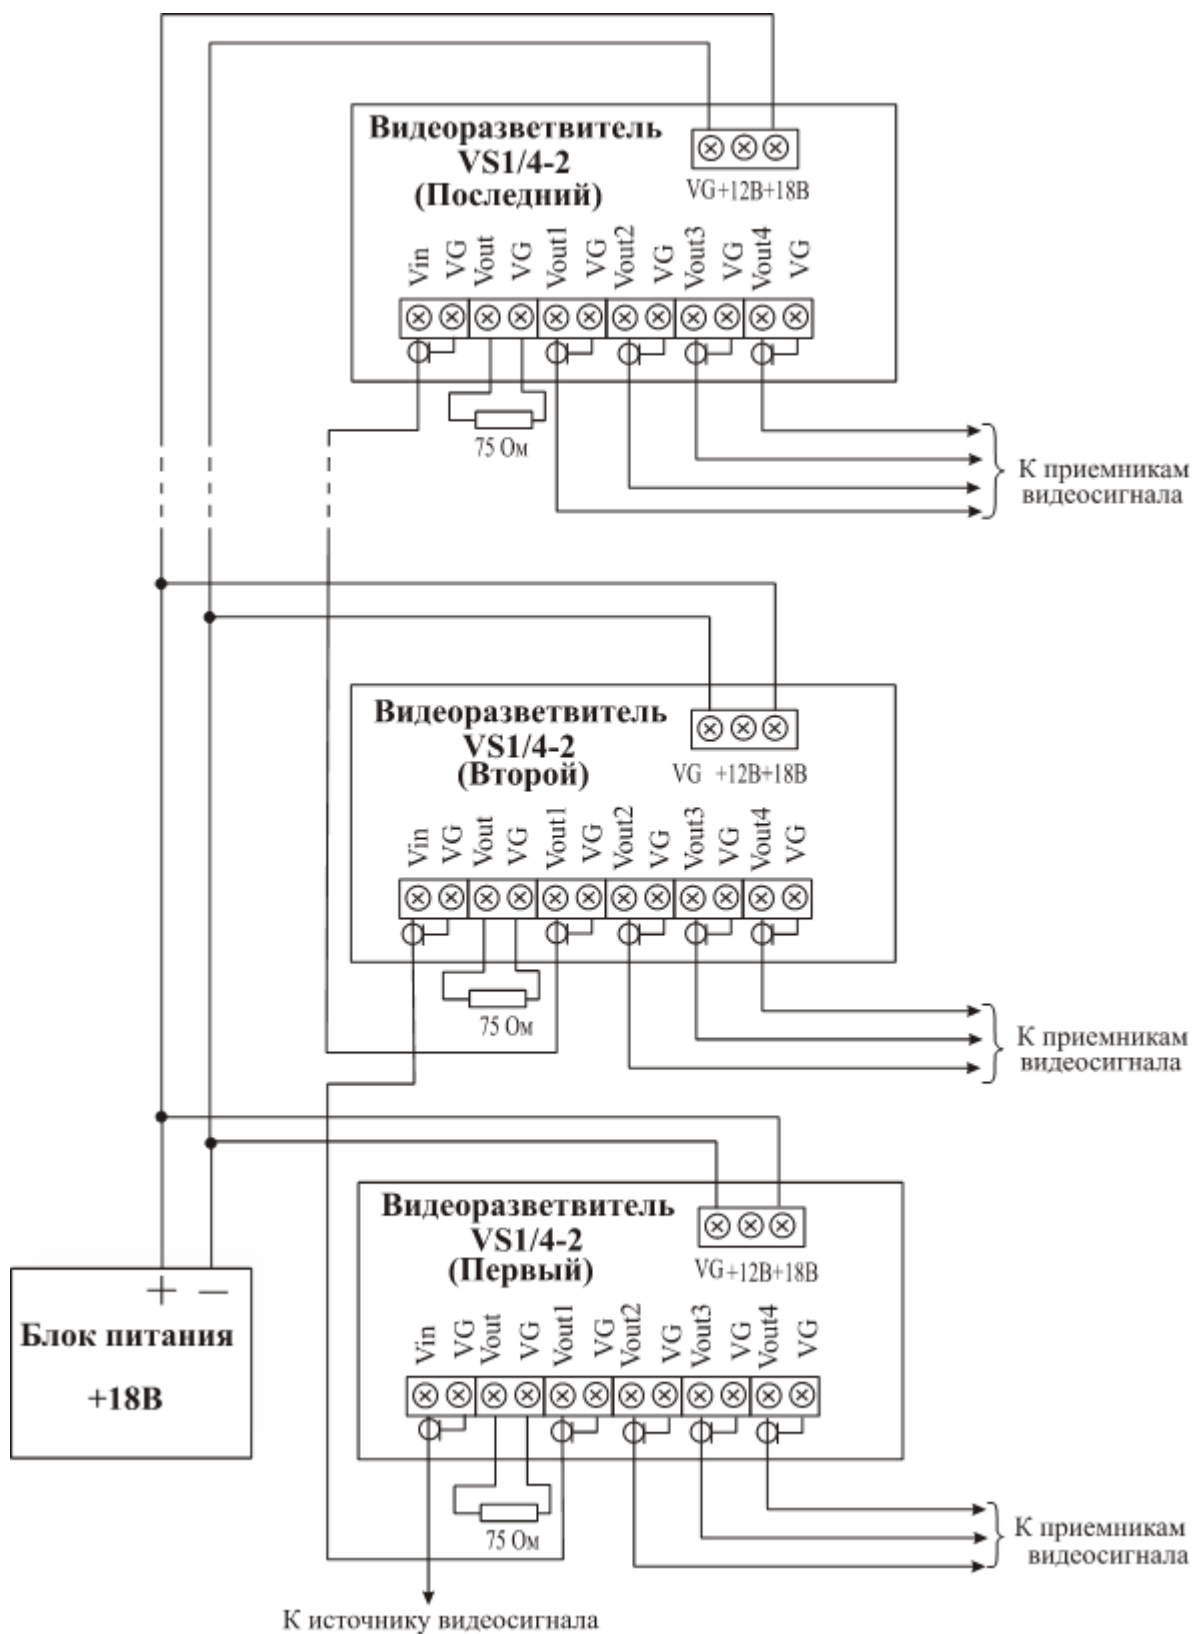 Видеоразветвитель
VS1/4-2
(Последний)
VG+12В+18В
Vin VG Vout VG Vout1 VG Vout2 VG Vout3 VG Vout4 VG
75 Ом
К приемникам
видеосигнала
Видеоразветвитель
VS1/4-2
(Второй)
VG +12В+18В
Vin VG Vout VG Vout1 VG Vout2 VG Vout3 VG Vout4 VG
75 Ом
К приемникам
видеосигнала
Видеоразветвитель
VS1/4-2
(Первый)
VG+12В+18В
Vin VG Vout VG Vout1 VG Vout2 VG Vout3 VG Vout4 VG
+ —
Блок питания
+18В
75 Ом
К приемникам
видеосигнала
К источнику видеосигнала